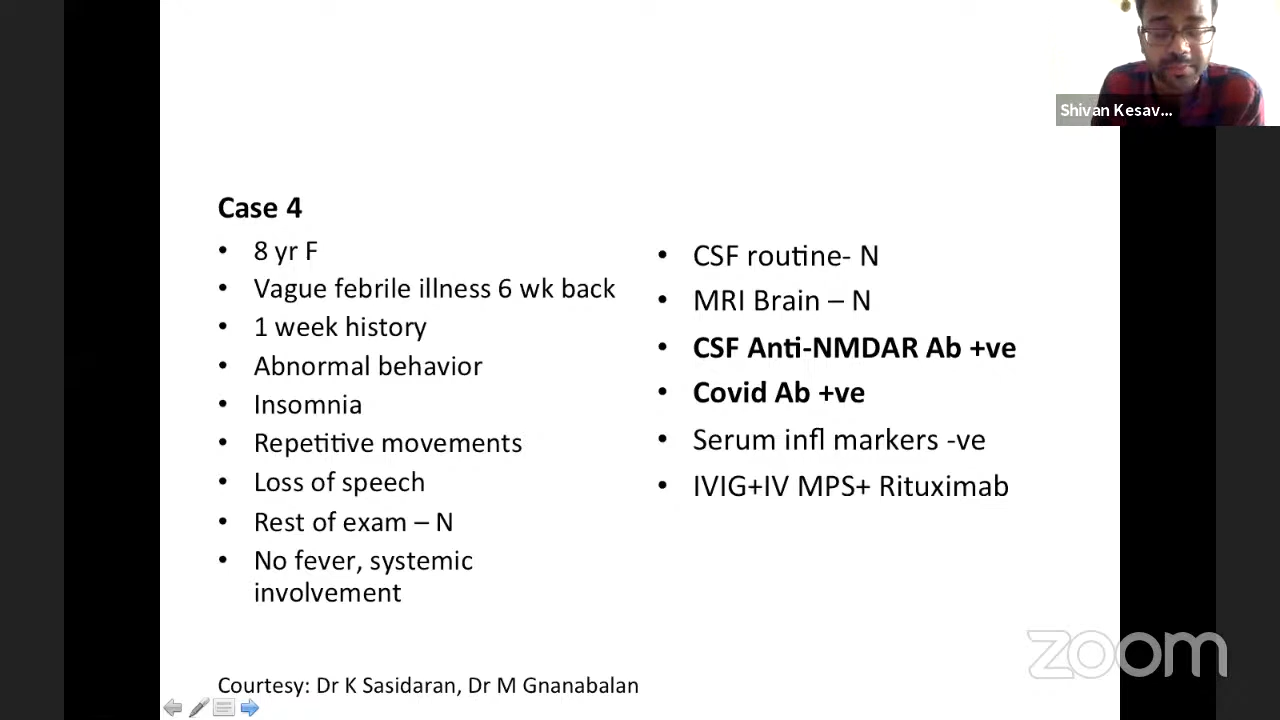 Shivan Kesav...
Case 4
• 8 yr F
• Vague febrile illness 6 wk back
• 1 week history
• Abnormal behavior
• Insomnia
• Repetitive movements
• Loss of speech
• Rest of exam – N
• No fever, systemic
involvement
• CSF routine- N
• MRI Brain – N
• CSF Anti-NMDAR Ab +ve
• Covid Ab +ve
• Serum infl markers -ve
• IVIG+IV MPS+ Rituximab
Courtesy: Dr K Sasidaran, Dr M Gnanabalan
zoom